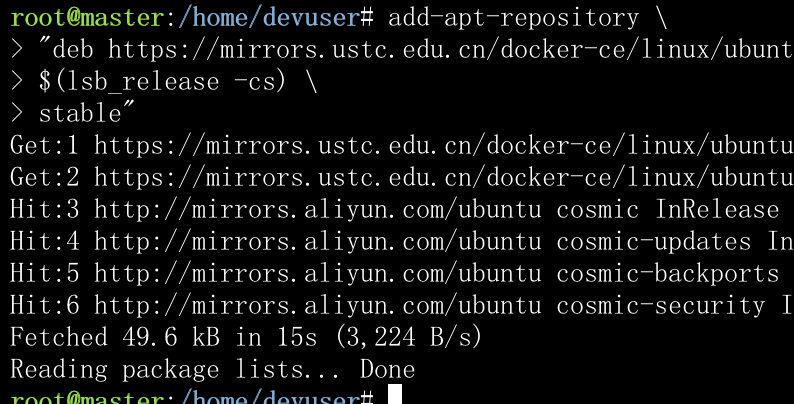 root@master:/home/devuser# add-apt-repository \
> "deb https://mirrors.ustc.edu.cn/docker-ce/linux/ubunt
> $(lsb_release -cs) \
> stable"
Get:1 https://mirrors.ustc.edu.cn/docker-ce/linux/ubuntu
Get:2 https://mirrors.ustc.edu.cn/docker-ce/linux/ubuntu
Hit:3 http://mirrors.aliyun.com/ubuntu cosmic InRelease
Hit:4 http://mirrors.aliyun.com/ubuntu cosmic-updates In
Hit:5 http://mirrors.aliyun.com/ubuntu cosmic-backports
Hit:6 http://mirrors.aliyun.com/ubuntu cosmic-security I
Fetched 49.6 kB in 15s (3,224 B/s)
Reading package lists... Done
root@master:/home/devuser#